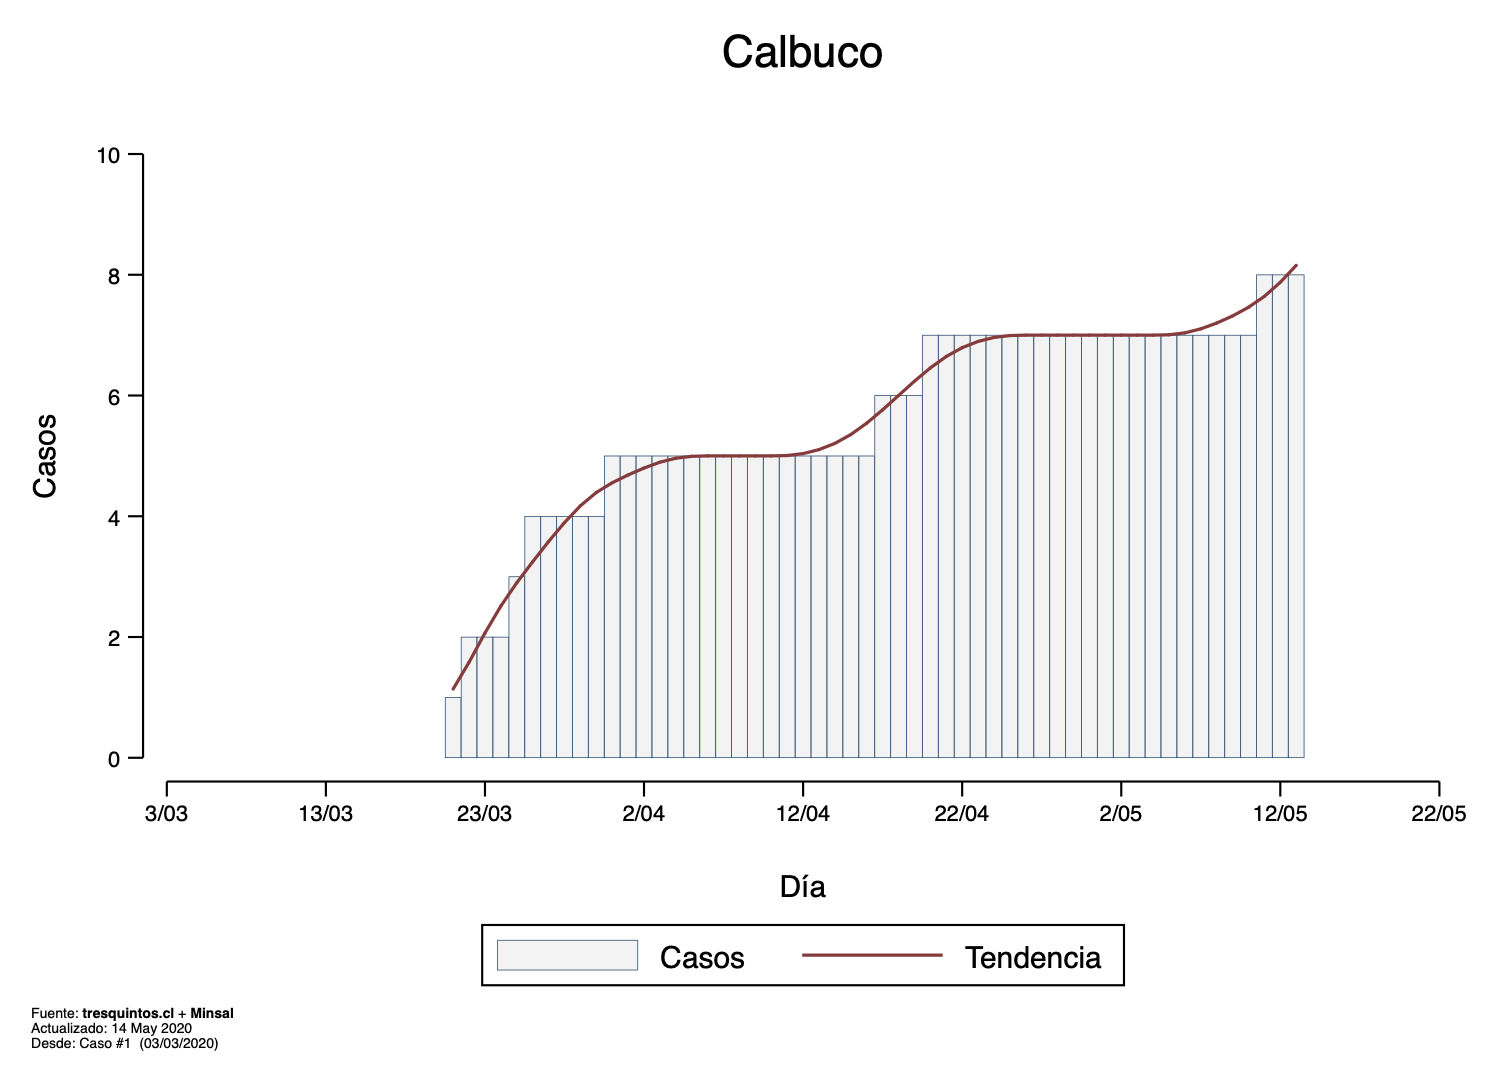 Calbuco
10
8
6
4
2
0
Casos
3/03 13/03 23/03 2/04 12/04 22/04 2/05 12/05 22/05
Día
Casos Tendencia
Fuente: tresquintos.cl + Minsal
Actualizado: 14 May 2020
Desde: Caso #1 (03/03/2020)